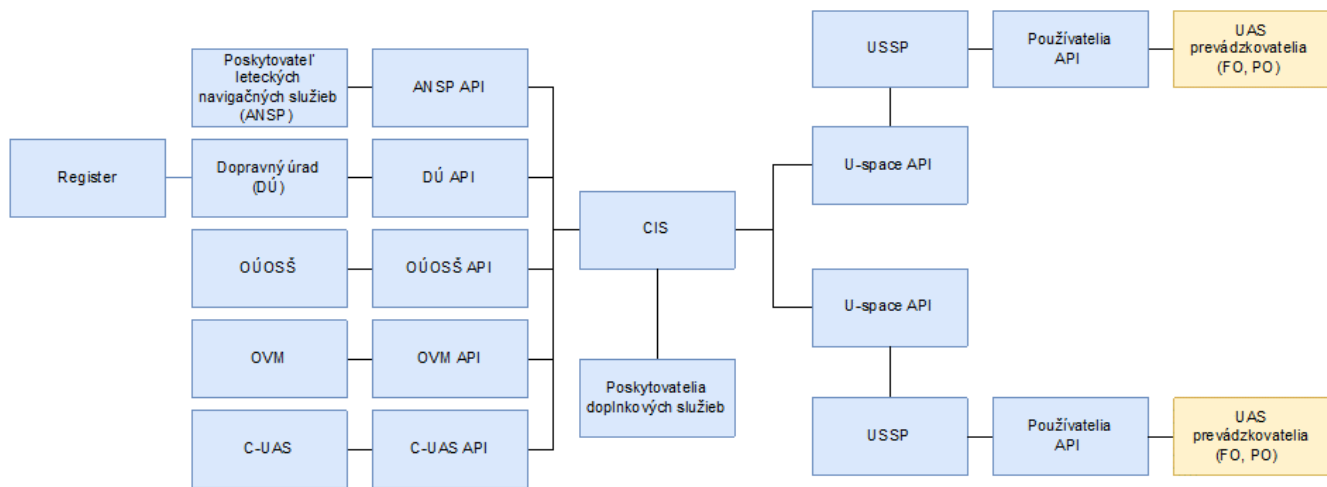 USSP
Používatelia
API
UAS
prevádzkovatelia
(FO, PO)
Poskytovateľ
leteckých
navigačných služieb
(ANSP)
ANSP API
U-space API
Register
Dopravný úrad
(DÚ)
DÚ API
CIS
OÚOSŠ
OÚOSŠ API
U-space API
OVM
OVM API
Poskytovatelia
doplnkových služieb
C-UAS
C-UAS API
USSP
Používatelia
API
UAS
prevádzkovatelia
(FO, PO)